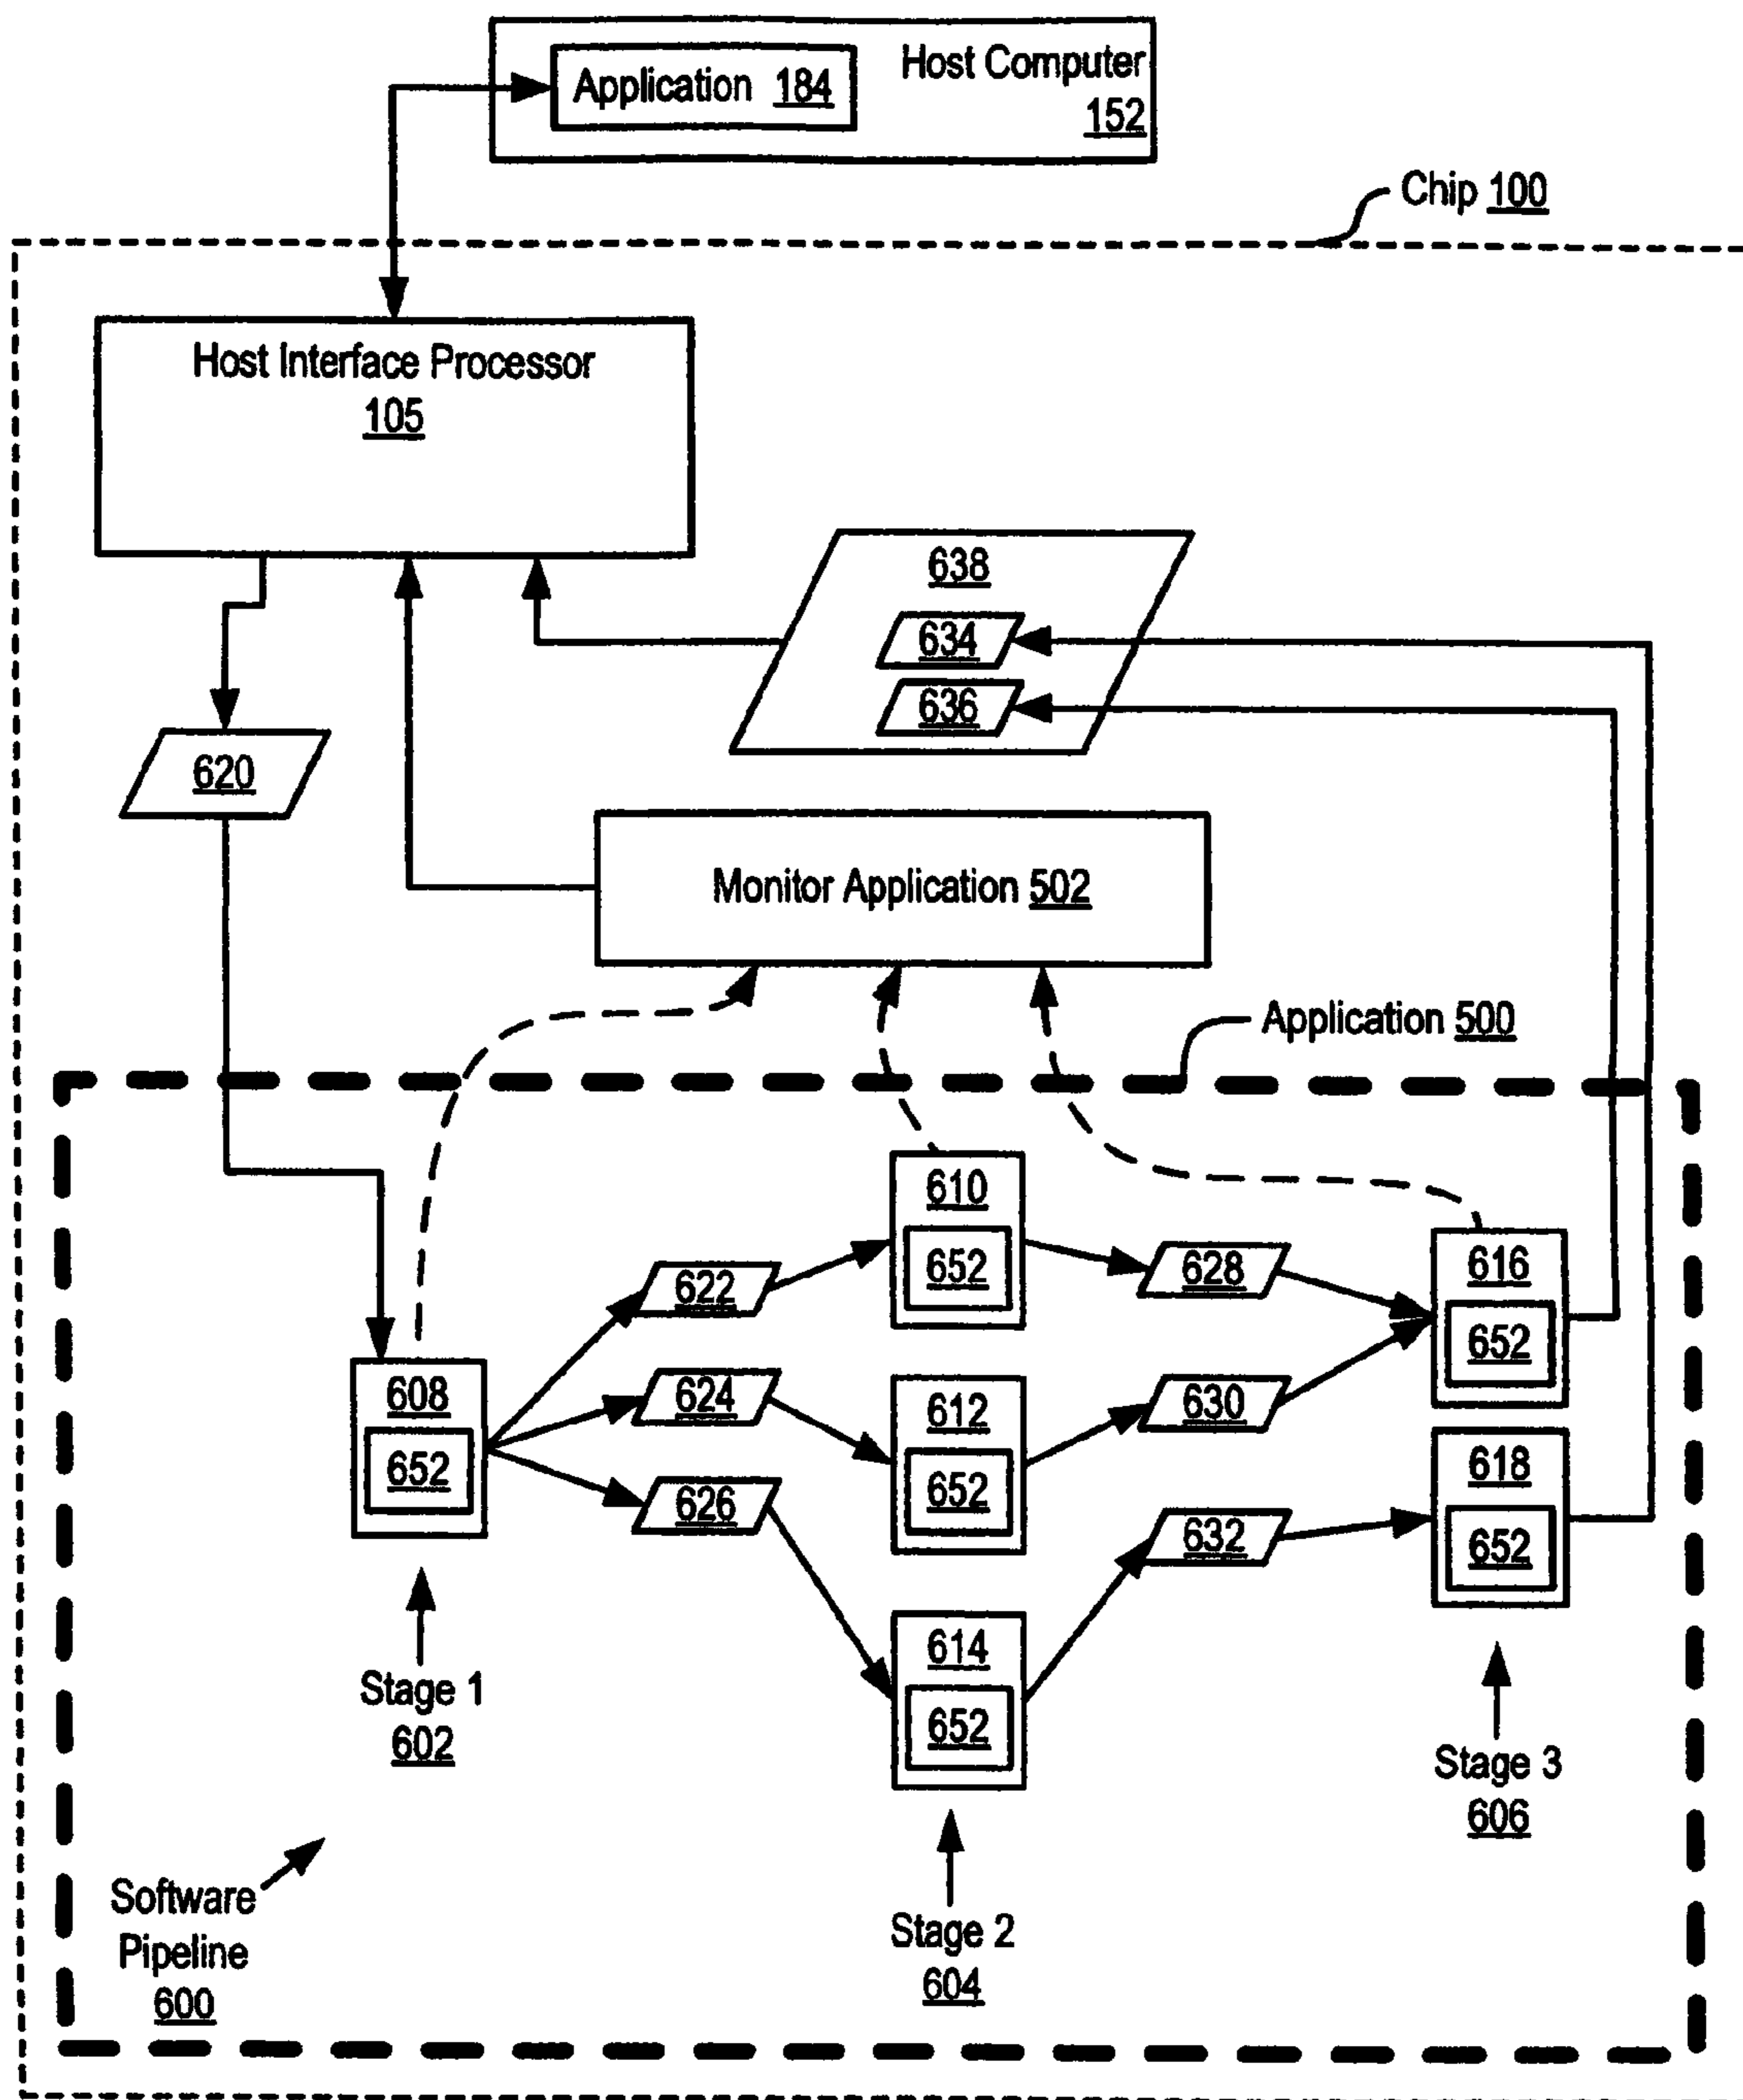 Host Computer
Application 184
152
Chip 100
Host Interface Processor
105
638
634
636
620
Monitor Application 502
Application 500
610
652
622
628
616
652
608
652
624
612
652
630
626
632
618
652
614
652
Stage 1
602
Stage 3
606
Stage 2
604
Software
Pipeline
600